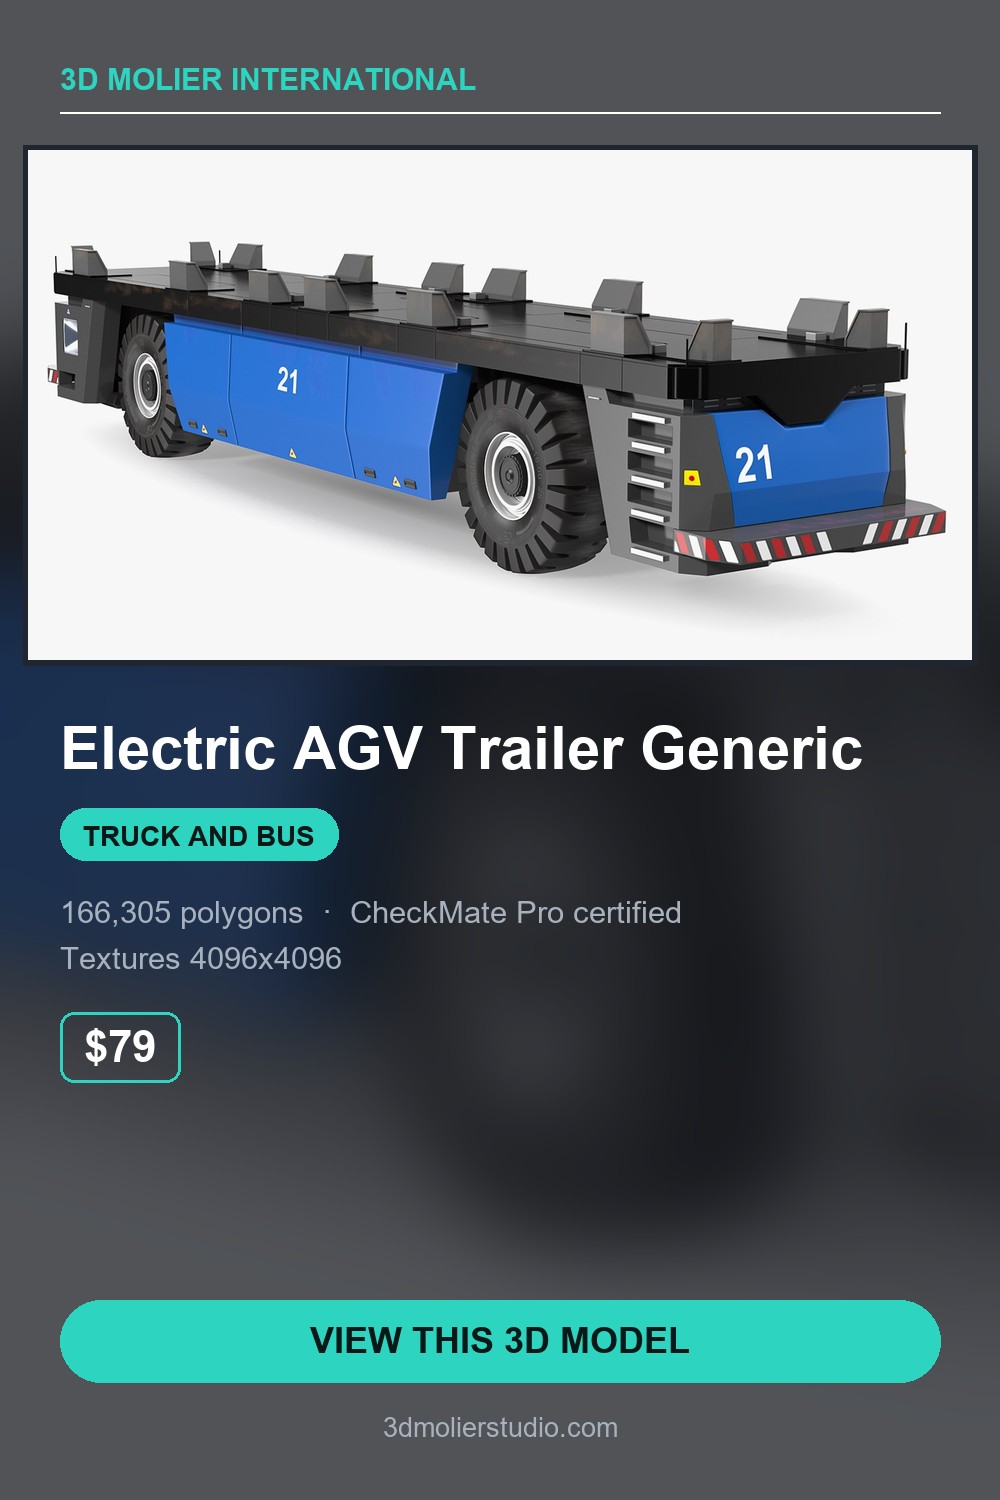 3D MOLIER INTERNATIONAL
21
21
Electric AGV Trailer Generic
TRUCK AND BUS
166,305 polygons · CheckMate Pro certified
Textures 4096x4096
$79
VIEW THIS 3D MODEL
3dmolierstudio.com